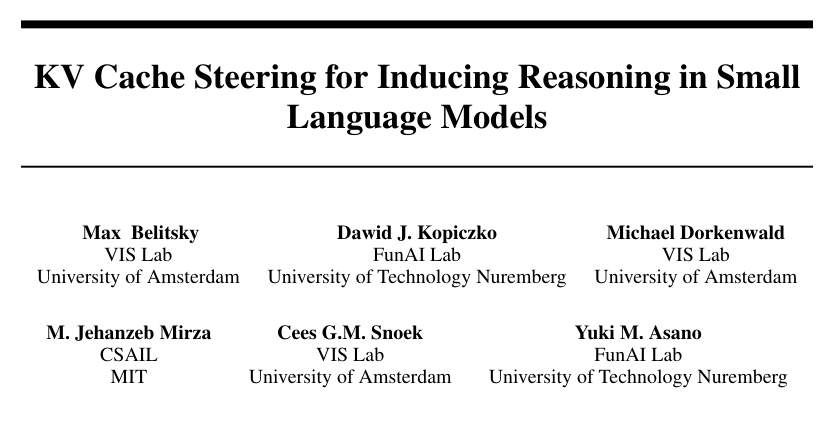 KV Cache Steering for Inducing Reasoning in Small
Language Models
Max Belitsky
VIS Lab
University of Amsterdam
Dawid J. Kopiczko
FunAI Lab
University of Technology Nuremberg
Michael Dorkenwald
VIS Lab
University of Amsterdam
M. Jehanzeb Mirza
CSAIL
MIT
Cees G.M. Snoek
VIS Lab
University of Amsterdam
Yuki M. Asano
FunAI Lab
University of Technology Nuremberg